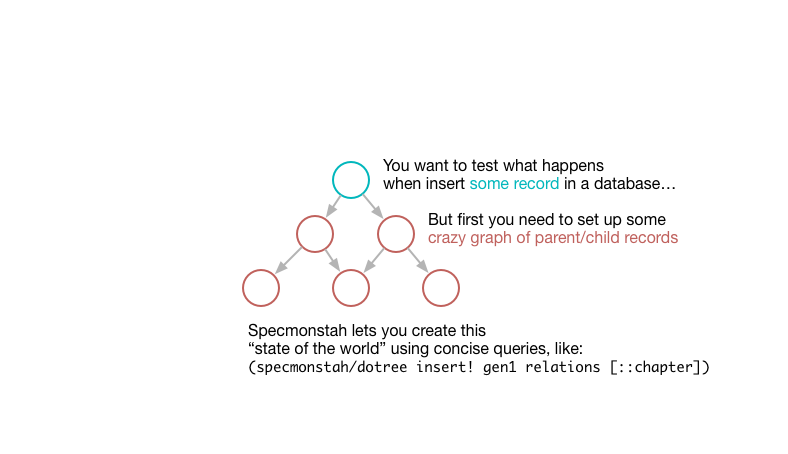 You want to test what happens
when insert some record in a database…
But first you need to set up some
crazy graph of parent/child records
Specmonstah lets you create this
“state of the world” using concise queries, like:
(specmonstah/dotree insert! gen1 relations [::chapter])